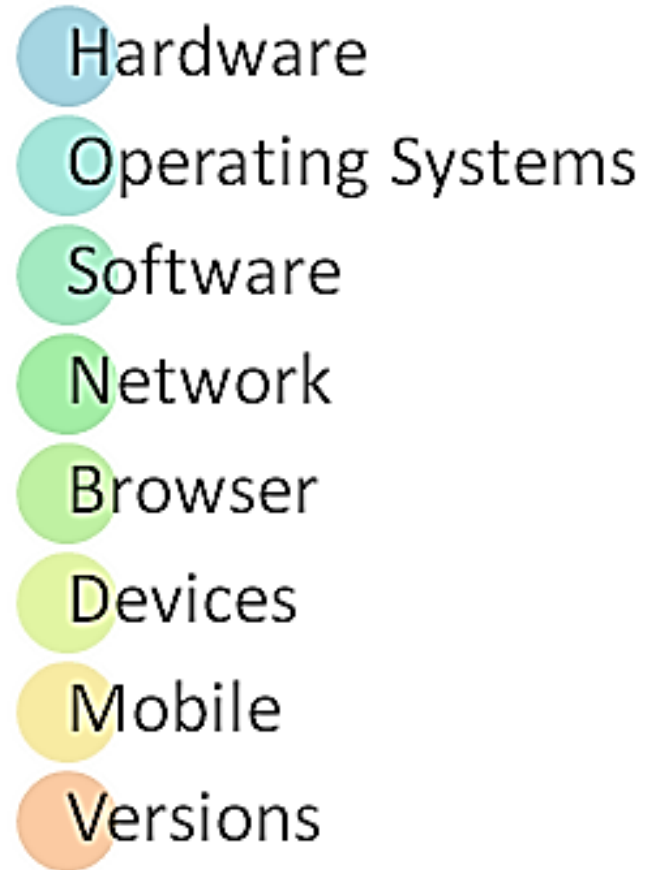 Hardware
Operating Systems
Software
Network
Browser
Devices
Mobile
Versions